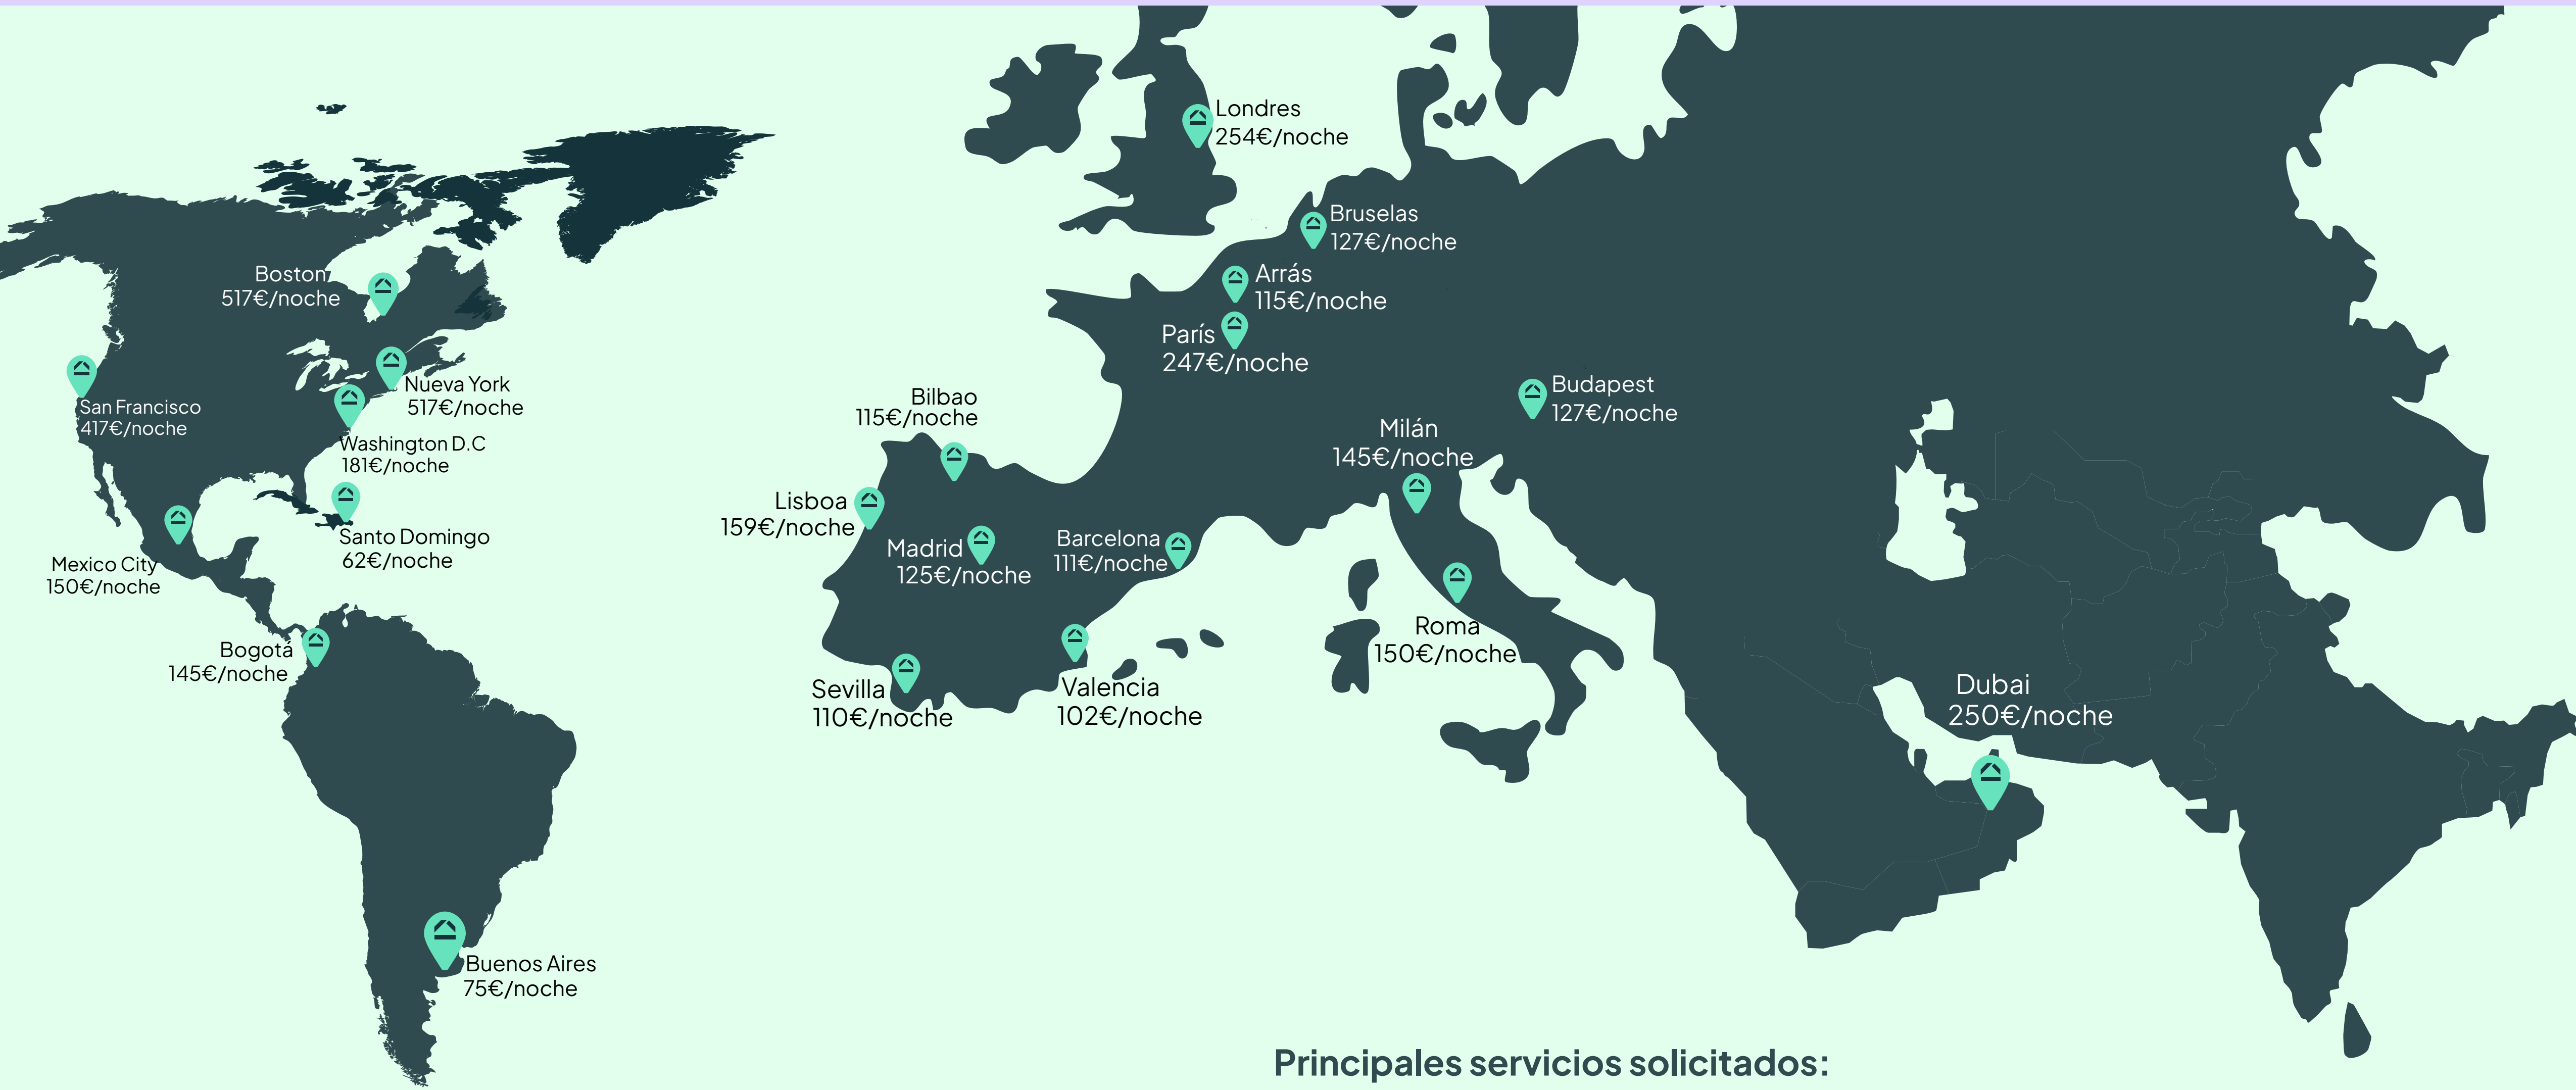 Londres
254€/noche
Bruselas
127€/noche
Boston
517€/noche
Arrás
115€/noche
París
247€/noche
Nueva York
517€/noche
San Francisco
417€/noche
Washington D.C
181€/noche
Bilbao
115€/noche
Budapest
127€/noche
Milán
145€/noche
Lisboa
159€/noche
Madrid
125€/noche
Barcelona
111€/noche
Santo Domingo
62€/noche
Mexico City
150€/noche
Bogotá
145€/noche
Roma
150€/noche
Sevilla
110€/noche
Valencia
102€/noche
Dubai
250€/noche
Buenos Aires
75€/noche
Principales servicios solicitados: